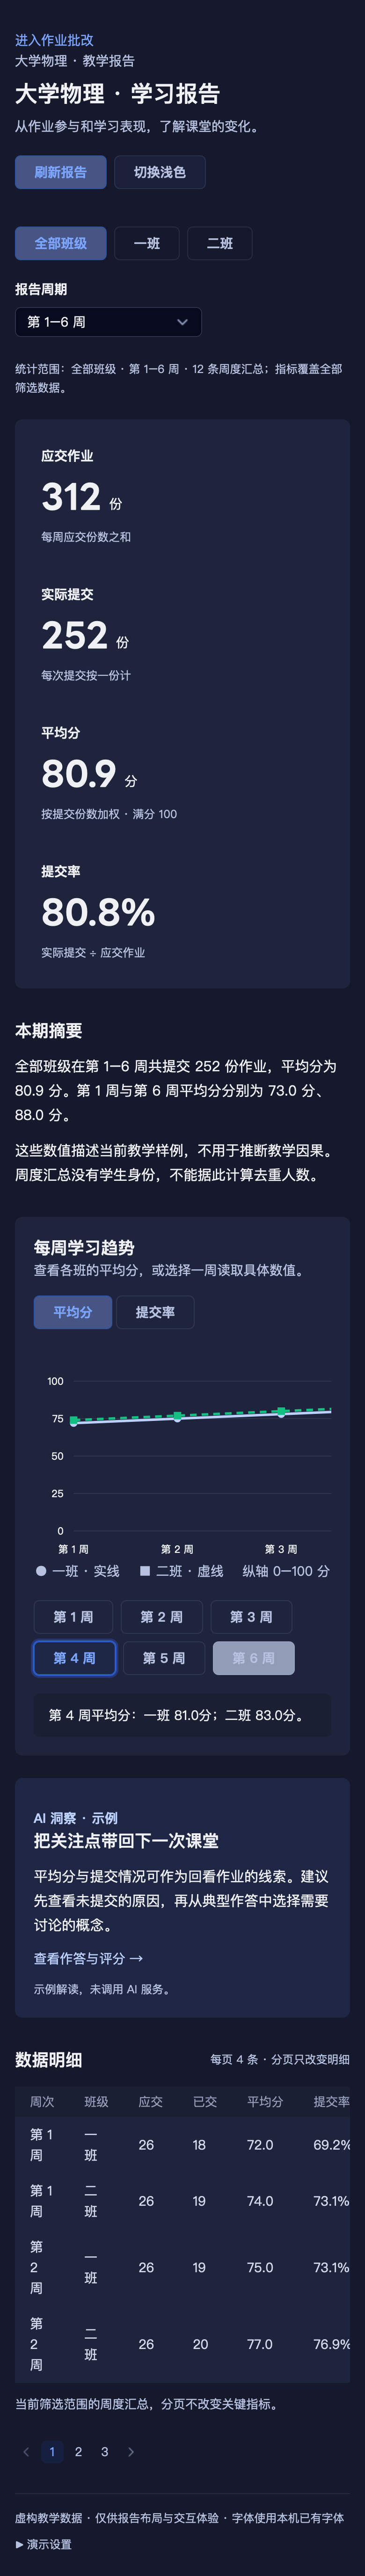 进入作业批改
大学物理 · 教学报告
大学物理 · 学习报告
从作业参与和学习表现，了解课堂的变化。
刷新报告 切换浅色
全部班级 一班 二班
报告周期
第 1—6 周
统计范围：全部班级 · 第 1—6 周 · 12 条周度汇总；指标覆盖全部
筛选数据。
应交作业
312 份
每周应交份数之和
实际提交
252 份
每次提交按一份计
平均分
80.9 分
按提交份数加权 · 满分 100
提交率
80.8%
实际提交 ÷ 应交作业
本期摘要
全部班级在第 1—6 周共提交 252 份作业，平均分为
80.9 分。第 1 周与第 6 周平均分分别为 73.0 分、
88.0 分。
这些数值描述当前教学样例，不用于推断教学因果。
周度汇总没有学生身份，不能据此计算去重人数。
每周学习趋势
查看各班的平均分，或选择一周读取具体数值。
平均分 提交率
100
75
50
25
0
第 1 周 第 2 周 第 3 周
一班 · 实线 二班 · 虚线 纵轴 0—100 分
第 1 周 第 2 周 第 3 周
第 4 周 第 5 周 第 6 周
第 4 周平均分：一班 81.0分；二班 83.0分。
AI 洞察 · 示例
把关注点带回下一次课堂
平均分与提交情况可作为回看作业的线索。建议
先查看未提交的原因，再从典型作答中选择需要
讨论的概念。
查看作答与评分 →
示例解读，未调用 AI 服务。
数据明细 每页 4 条 · 分页只改变明细
周次 班级 应交 已交 平均分 提交率
第 1
周 一
班 26 18 72.0 69.2%
第 1
周 二
班 26 19 74.0 73.1%
第
2
周 一
班 26 19 75.0 73.1%
第
2
周 二
班 26 20 77.0 76.9%
当前筛选范围的周度汇总，分页不改变关键指标。
1 2 3
虚构教学数据 · 仅供报告布局与交互体验 · 字体使用本机已有字体
▶ 演示设置